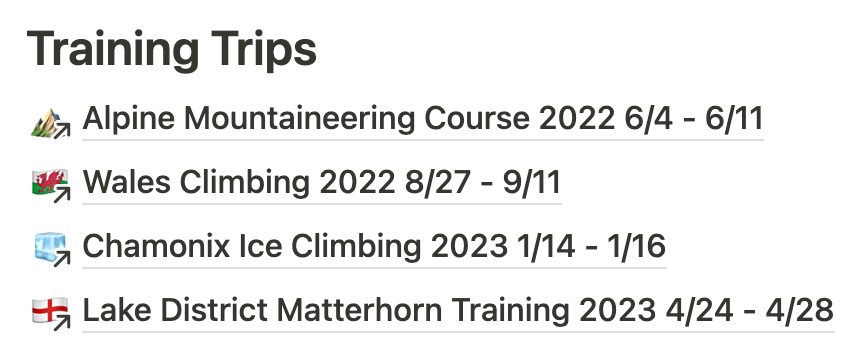 Training Trips
Alpine Mountaineering Course 2022 6/4 - 6/11
Wales Climbing 2022 8/27 - 9/11
Chamonix Ice Climbing 2023 1/14 - 1/16
Lake District Matterhorn Training 2023 4/24 - 4/28